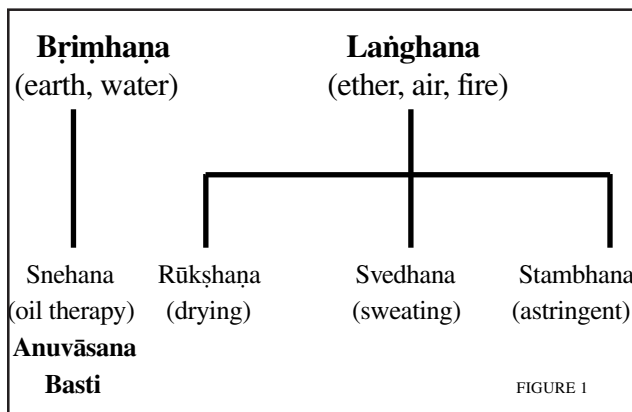 Bṛiṃhaṇa Laṅghana
(earth, water) (ether, air, fire)
Snehana Rūkṣhaṇa Svedhana Stambhana
(oil therapy) (drying) (sweating) (astringent)
Anuvāsana
Basti FIGURE 1